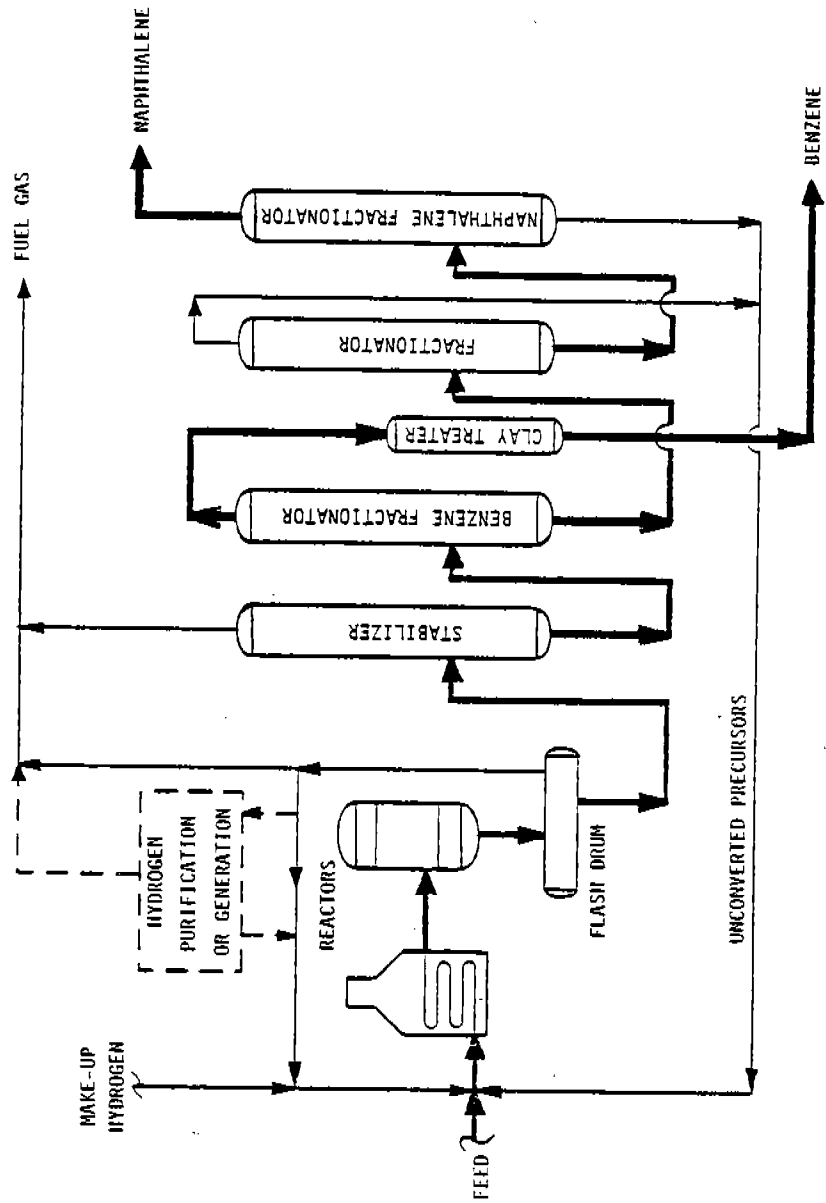 MAKE-UP
HYDROGEN
FEED
HYDROGEN
PURIFICATION
OR GENERATION
REACTORS
FLASH DRUM
UNCONVERTED PRECURSORS
STABILIZER
BENZENE FRACTIONATOR
CLAY TREATER
FRACTIONATOR
NAPHTHALENE FRACTIONATOR
FUEL GAS
NAPHTHALENE
BENZENE